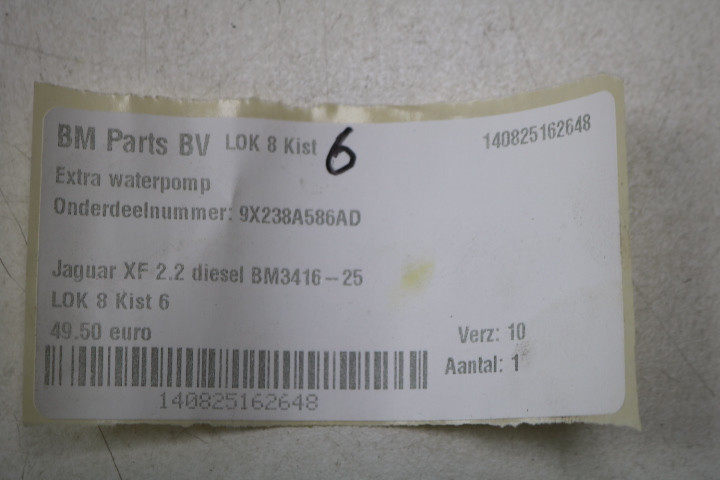 BM Parts BV LOK 8 Kist 6 140825162648
Extra waterpomp
Onderdeelnummer: 9X238A586AD
Jaguar XF 2.2 diesel BM3416-25
LOK 8 Kist 6
49.50 euro Verz: 10
Aantal: 1
140825162648